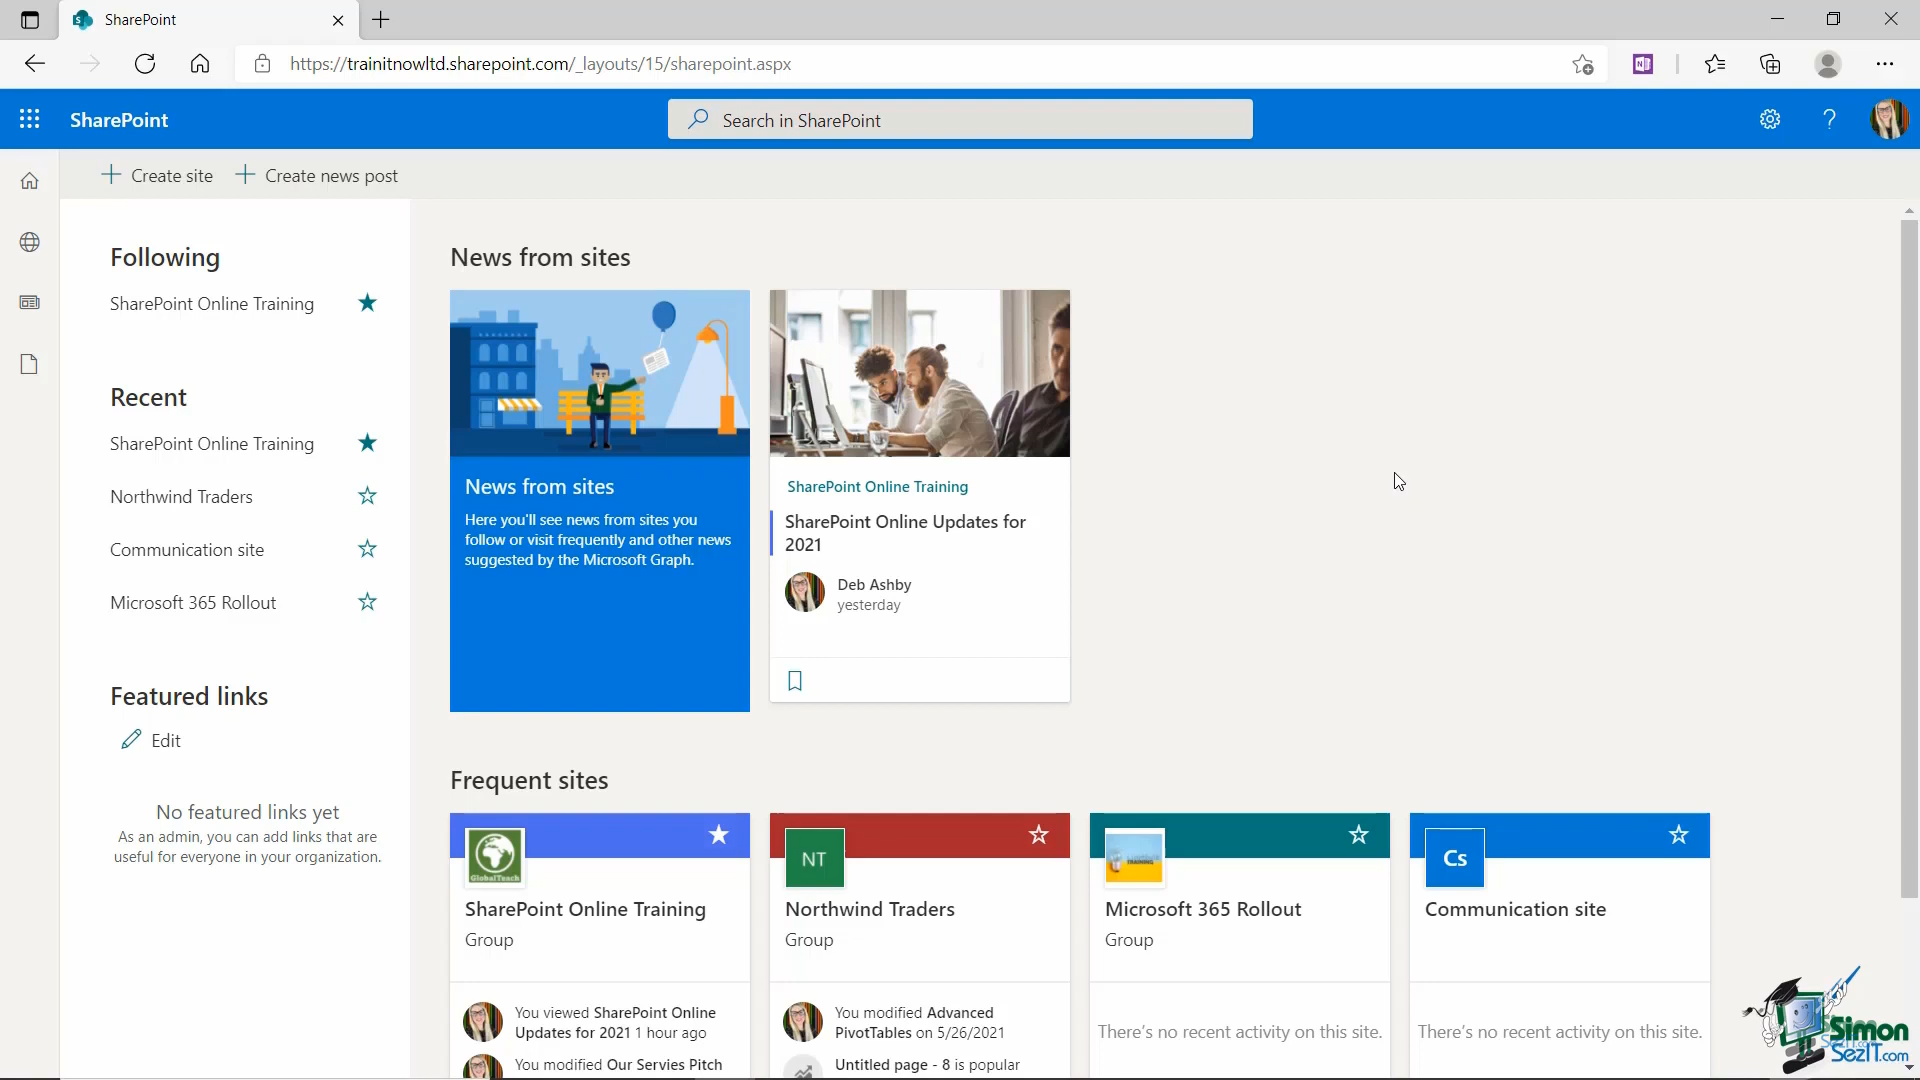 SharePoint
https://trainitnowltd.sharepoint.com/_layouts/15/sharepoint.aspx
SharePoint
Search in SharePoint
Create site
Create news post
Following
SharePoint Online Training
Recent
SharePoint Online Training
Northwind Traders
Communication site
Microsoft 365 Rollout
Featured links
Edit
No featured links yet
As an admin, you can add links that are
useful for everyone in your organization.
News from sites
News from sites
Here you'll see news from sites you
follow or visit frequently and other news
suggested by the Microsoft Graph.
SharePoint Online Training
SharePoint Online Updates for
2021
Deb Ashby
yesterday
Frequent sites
GlobalTeach
SharePoint Online Training
Group
You viewed SharePoint Online
Updates for 2021 1 hour ago
You modified Our Servies Pitch
NT
Northwind Traders
Group
You modified Advanced
PivotTables on 5/26/2021
Untitled page - 8 is popular
TRAINING
Microsoft 365 Rollout
Group
There's no recent activity on this site.
Cs
Communication site
There's no recent activity on this site.
Simon
SezIT.com